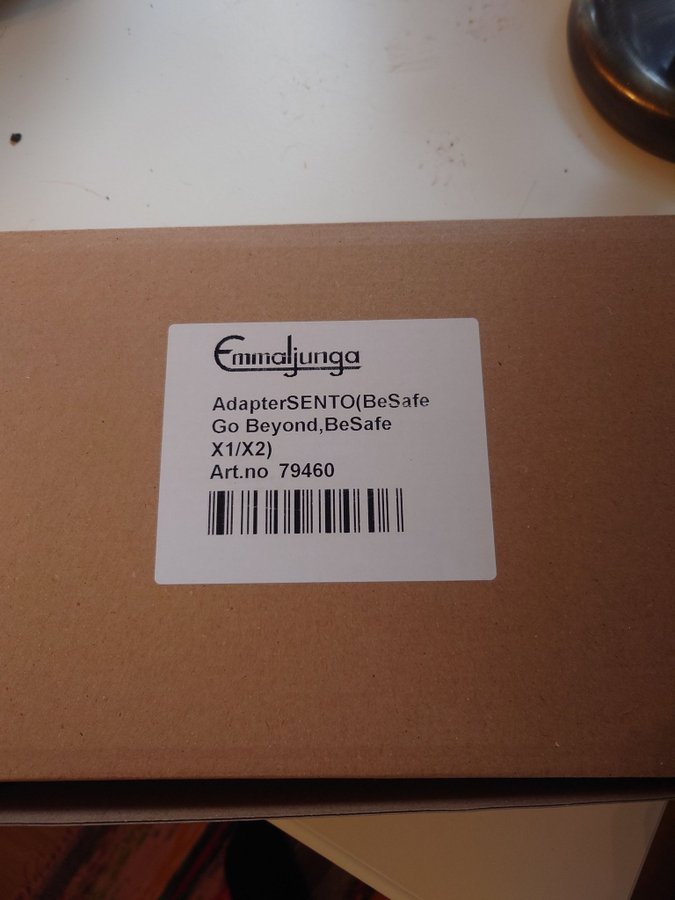 Emmaljunga
AdapterSENTO(BeSafe
Go Beyond,BeSafe
X1/X2)
Art.no 79460